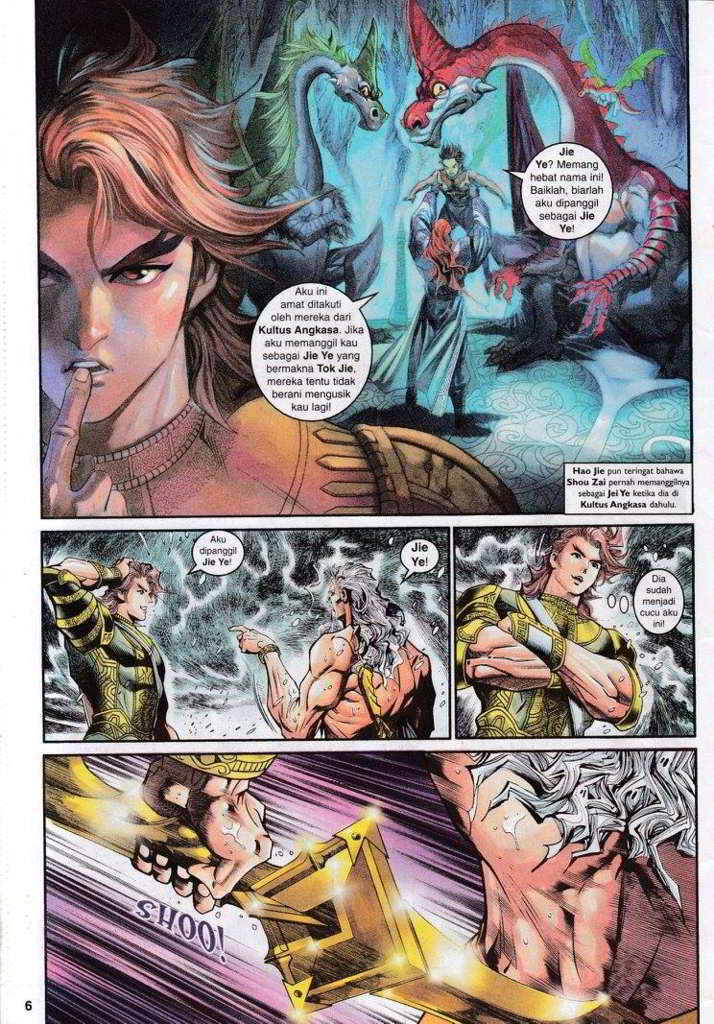 Jie
Ye? Memang
hebat nama ini!
Baiklah, biarlah
aku dipanggil
sebagai Jie
Ye!
Aku ini
amat ditakuti
oleh mereka dari
Kultus Angkasa. Jika
aku memanggil kau
sebagai Jie Ye yang
bermakna Tok Jie,
mereka tentu tidak
berani mengusik
kau lagi!
Hao Jie pun teringat bahawa
Shou Zai pernah memanggilnya
sebagai Jei Ye ketika dia di
Kultus Angkasa dahulu.
Aku
dipanggil
Jie Ye!
Jie
Ye!
Dia
sudah
menjadi
cucu aku
ini!
SHOO!
6